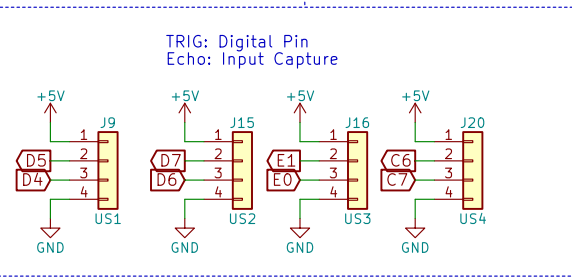 TRIG: Digital Pin
Echo: Input Capture
+5V +5V +5V +5V
J9 J15 J16 J20
1 1 1 1
D5 2 D7 2 E1 2 C6 2
D4 3 D6 3 E0 3 C7 3
4 4 4 4
US1 US2 US3 US4
GND GND GND GND